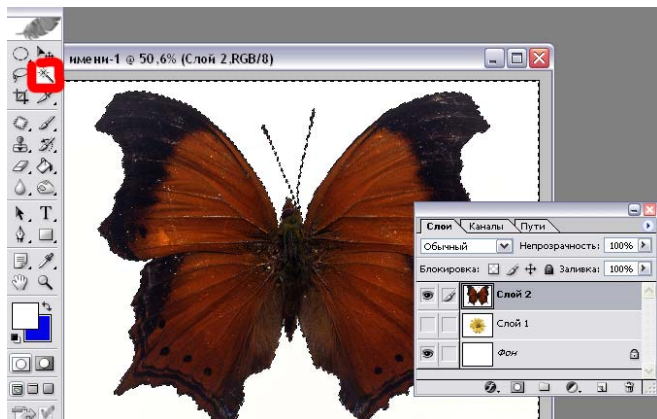 имени-1 @ 50,6% (Слой 2,RGB/8)
Слои Каналы Пути
Обычный Непрозрачность: 100%
Блокировка: Заливка: 100%
Слой 2
Слой 1
Фон